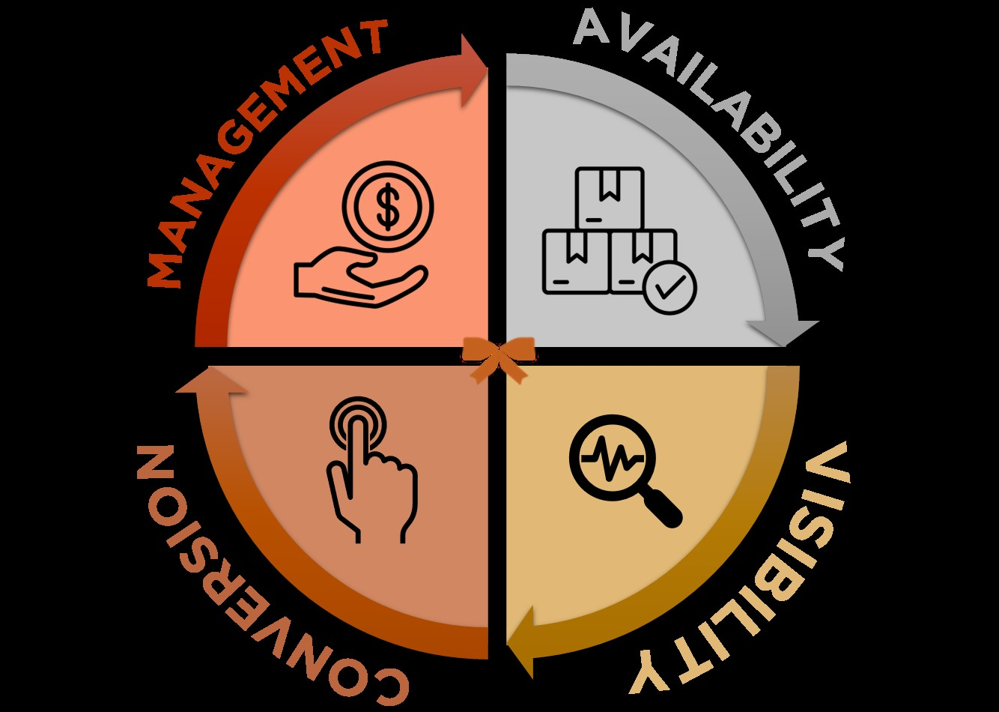 MANAGEMENT
AVAILABILITY
$
VISIBILITY
CONVERSION